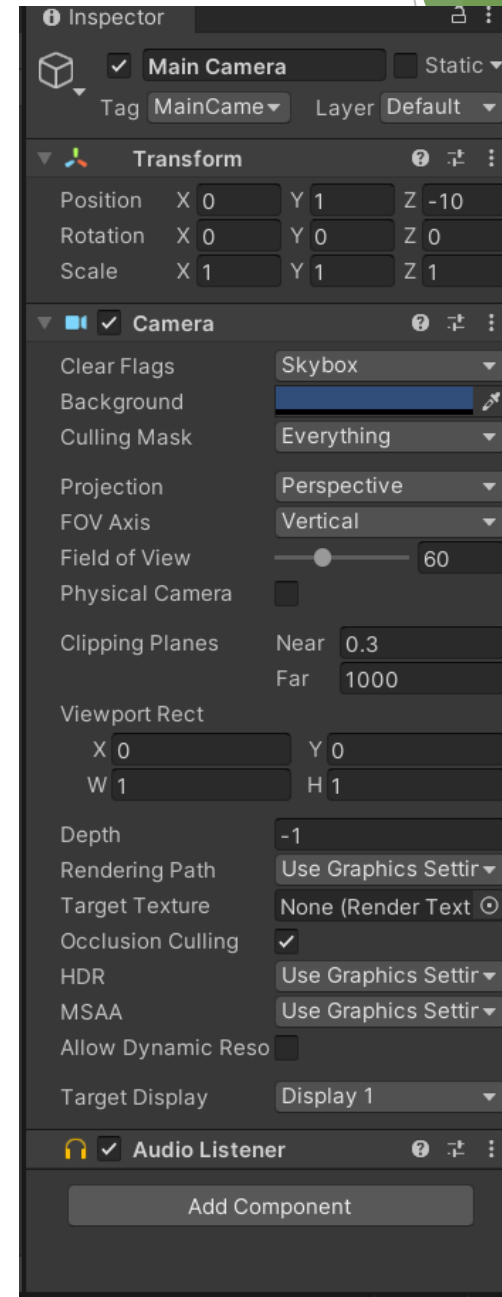 Inspector
Main Camera Static
Tag MainCame Layer Default
Transform
Position X 0 Y 1 Z -10
Rotation X 0 Y 0 Z 0
Scale X 1 Y 1 Z 1
Camera
Clear Flags Skybox
Background
Culling Mask Everything
Projection Perspective
FOV Axis Vertical
Field of View 60
Physical Camera
Clipping Planes Near 0.3
Far 1000
Viewport Rect
X 0 Y 0
W 1 H 1
Depth -1
Rendering Path Use Graphics Settir
Target Texture None (Render Text
Occlusion Culling
HDR Use Graphics Settir
MSAA Use Graphics Settir
Allow Dynamic Reso
Target Display Display 1
Audio Listener
Add Component